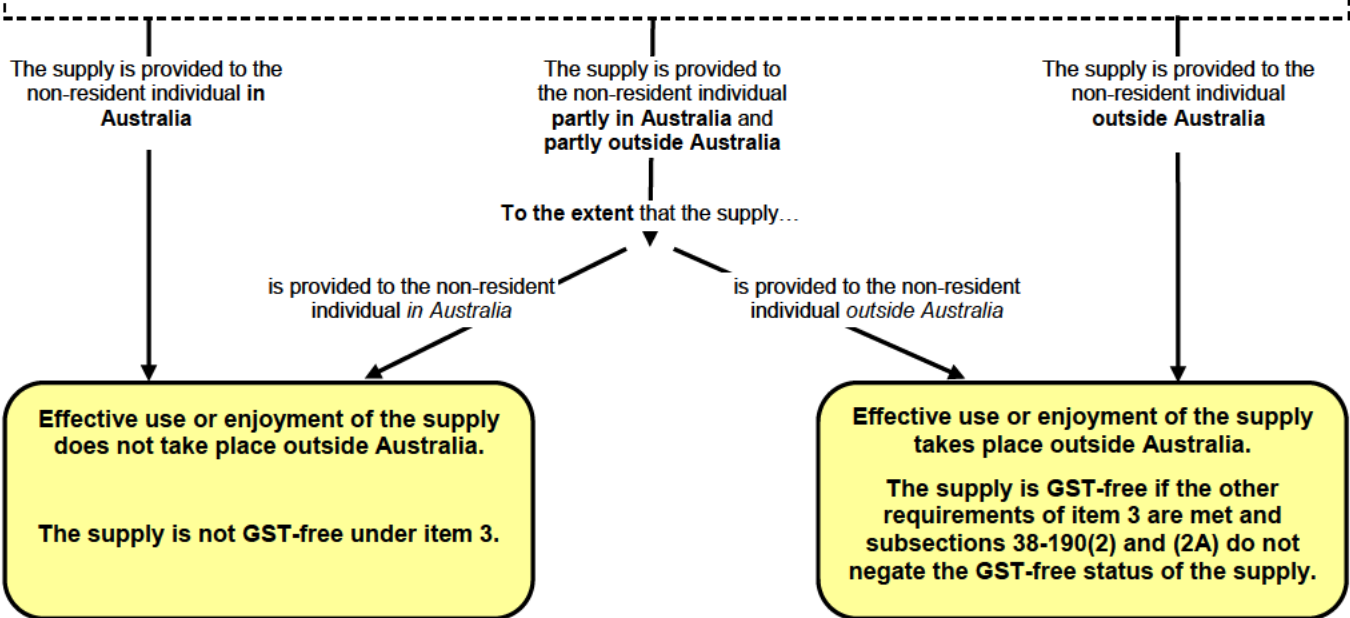 The supply is provided to the
non-resident individual in
Australia
The supply is provided to
the non-resident individual
partly in Australia and
partly outside Australia
The supply is provided to the
non-resident individual
outside Australia
To the extent that the supply…
is provided to the non-resident
individual in Australia
is provided to the non-resident
individual outside Australia
Effective use or enjoyment of the supply
does not take place outside Australia.
The supply is not GST-free under item 3.
Effective use or enjoyment of the supply
takes place outside Australia.
The supply is GST-free if the other
requirements of item 3 are met and
subsections 38-190(2) and (2A) do not
negate the GST-free status of the supply.